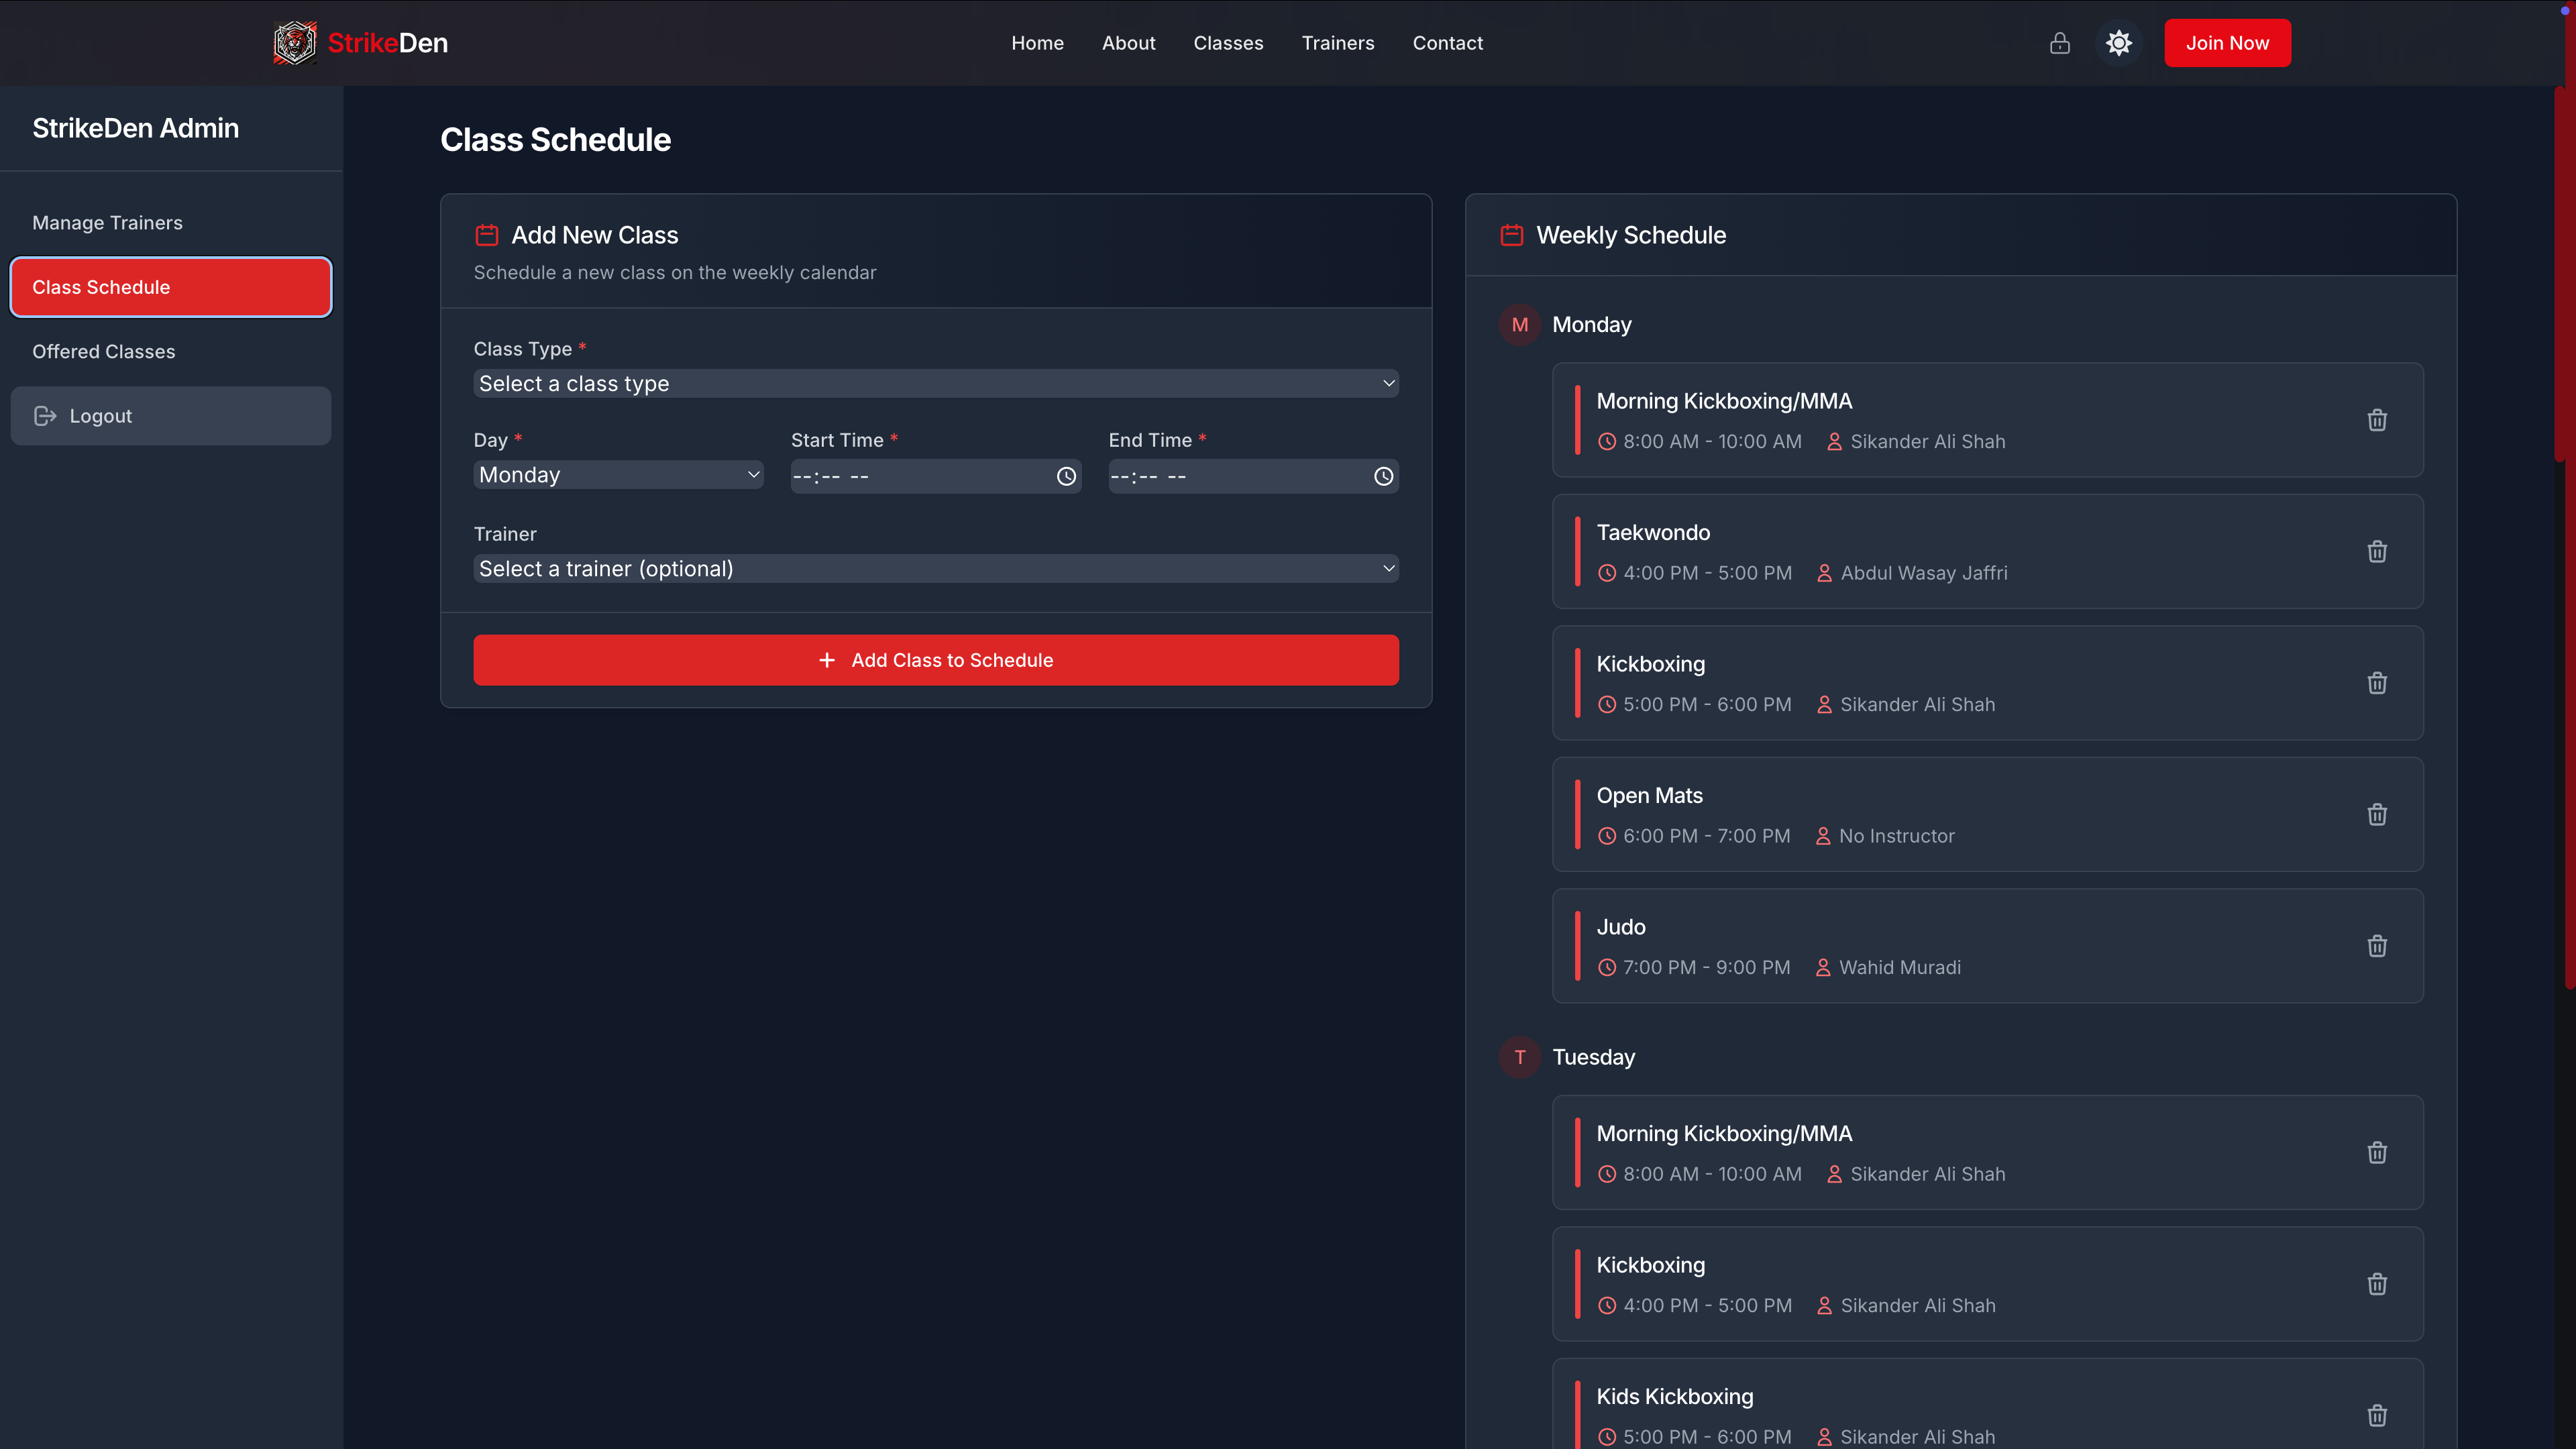 StrikeDen
Home About Classes Trainers Contact
Join Now
StrikeDen Admin
Manage Trainers
Class Schedule
Offered Classes
Logout
Class Schedule
Add New Class
Schedule a new class on the weekly calendar
Class Type *
Select a class type
Day * Start Time * End Time *
Monday --:-- -- --:-- --
Trainer
Select a trainer (optional)
+ Add Class to Schedule
Weekly Schedule
M Monday
Morning Kickboxing/MMA
8:00 AM - 10:00 AM Sikander Ali Shah
Taekwondo
4:00 PM - 5:00 PM Abdul Wasay Jaffri
Kickboxing
5:00 PM - 6:00 PM Sikander Ali Shah
Open Mats
6:00 PM - 7:00 PM No Instructor
Judo
7:00 PM - 9:00 PM Wahid Muradi
T Tuesday
Morning Kickboxing/MMA
8:00 AM - 10:00 AM Sikander Ali Shah
Kickboxing
4:00 PM - 5:00 PM Sikander Ali Shah
Kids Kickboxing
5:00 PM - 6:00 PM Sikander Ali Shah